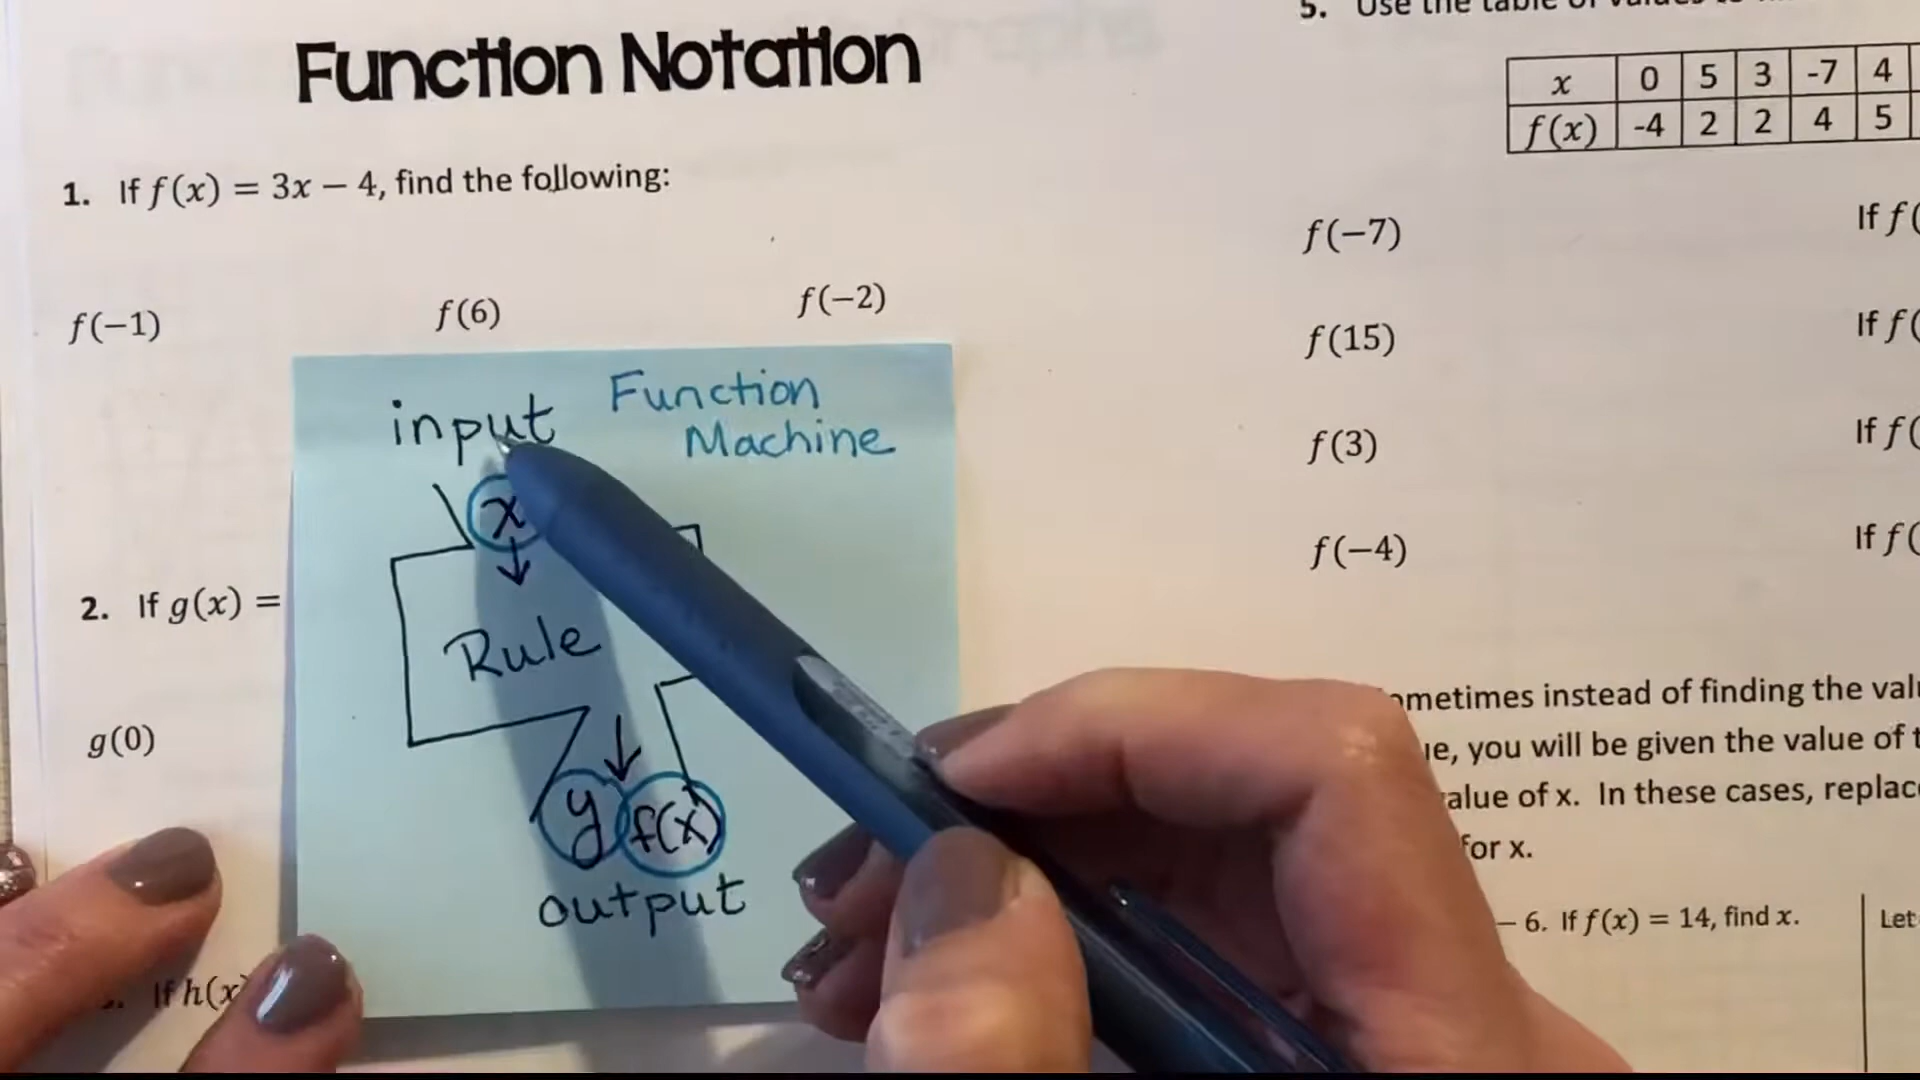 Function Notation
1. If f(x) = 3x − 4, find the following:
f(−1) f(6) f(−2)
input Function
Machine
x
Rule
y f(x)
output
2. If g(x) =
g(0)
If h(x)
5. Use the table of values to
x 0 5 3 -7 4
f(x) -4 2 2 4 5
f(−7) If f(
f(15) If f(
f(3) If f(
f(−4) If f(
ometimes instead of finding the val
ue, you will be given the value of t
alue of x. In these cases, replac
for x.
− 6. If f(x) = 14, find x. Let